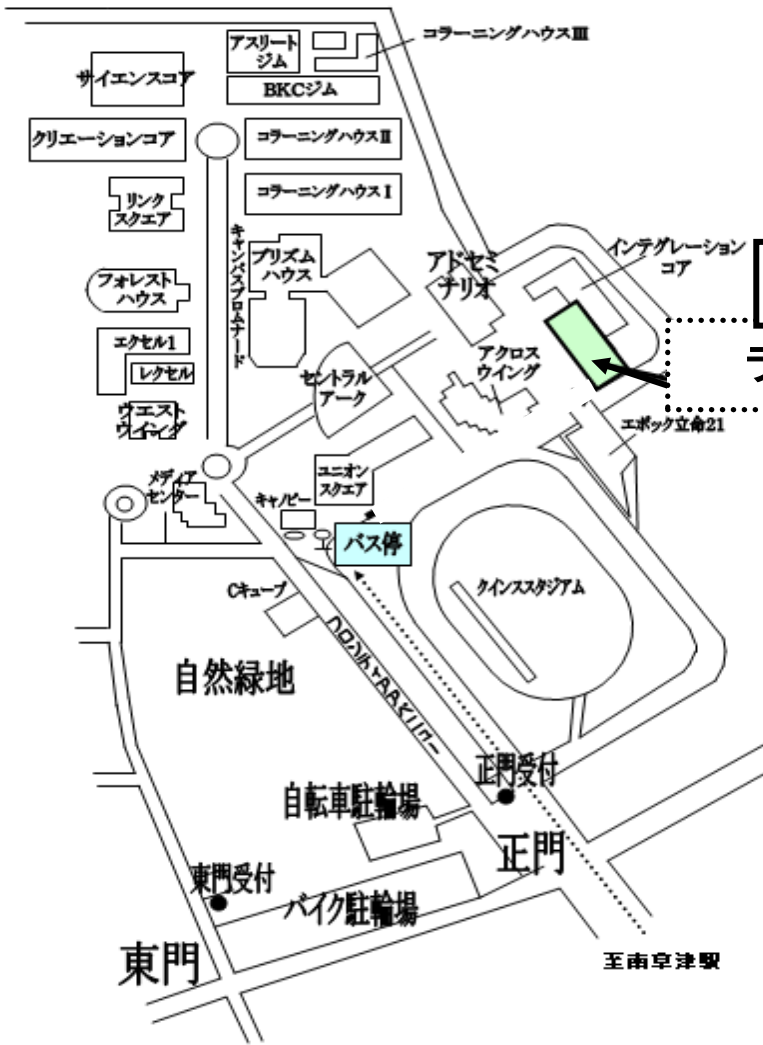 アスリート
ジム
コラーニングハウスⅢ
サイエンスコア
BKCジム
クリエーションコア
コラーニングハウスⅡ
リンク
スクエア
コラーニングハウスⅠ
キャンパスプロムナード
プリズム
ハウス
アドセミ
ナリオ
インテグレーション
コア
フォレスト
ハウス
エクセル1
レクセル
アクロス
ウイング
セントラル
アーク
ウエスト
ウイング
エポック立命21
メディア
センター
ユニオン
スクエア
キャノピー
バス停
Cキューブ
クインススタジアム
自然緑地
正門受付
自転車駐輪場
正門
東門受付
バイク駐輪場
東門
至南草津駅